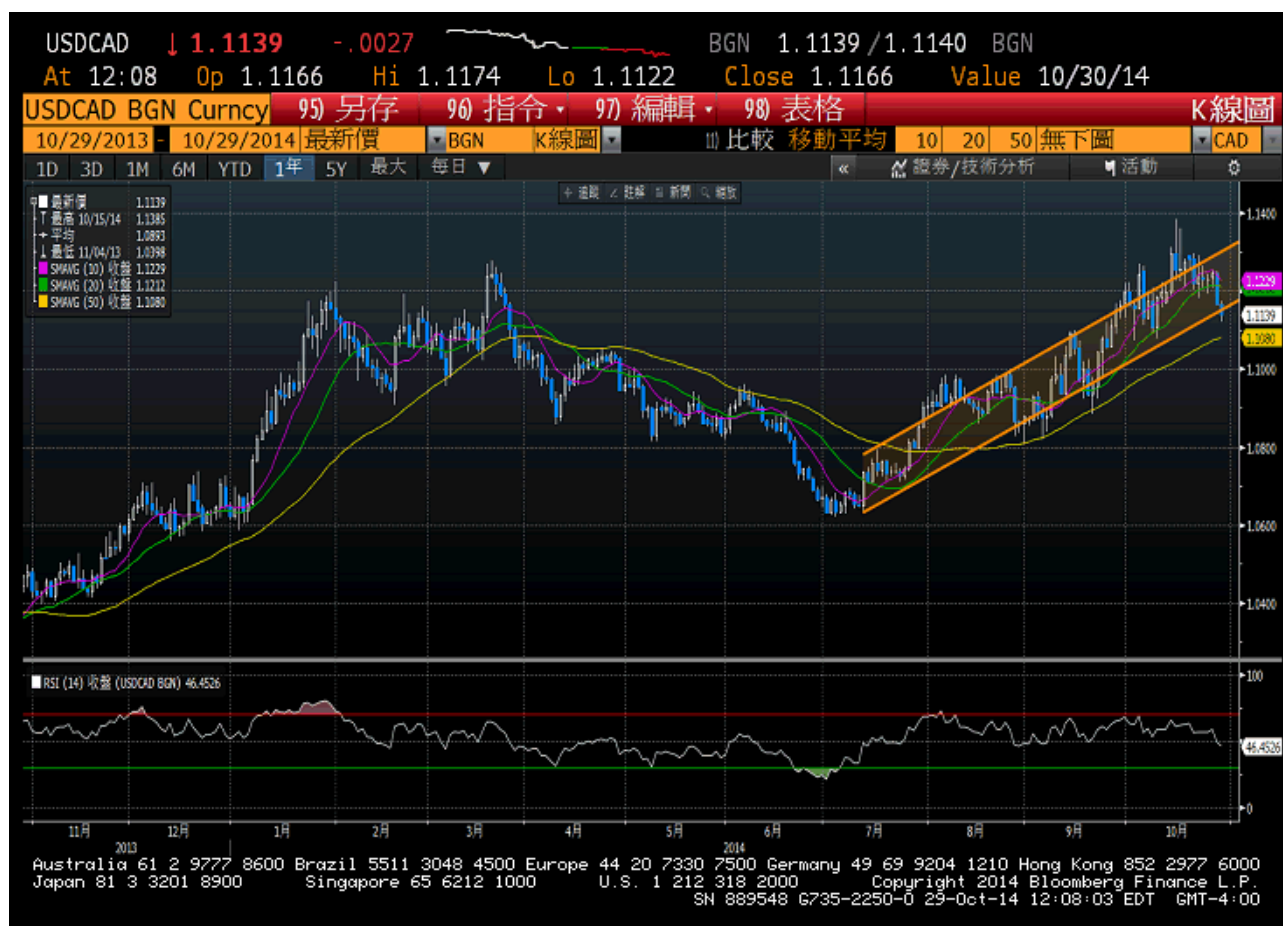 USDCAD ↓ 1.1139 -.0027 BGN 1.1139/1.1140 BGN
At 12:08 Op 1.1166 Hi 1.1174 Lo 1.1122 Close 1.1166 Value 10/30/14
USDCAD BGN Curncy 95) 另存 96) 指令 97) 編輯 98) 表格 K線圖
10/29/2013 - 10/29/2014 最新價 BGN K線圖 11) 比較 移動平均 10 20 50 無下圖 CAD
1D 3D 1M 6M YTD 1年 5Y 最大 每日 ▼ « 證券/技術分析 活動
追蹤 註解 新聞 縮放
最新價 1.1139
最高 10/15/14 1.1385
平均 1.0893
最低 11/04/13 1.0398
SMAVG (10) 收盤 1.1229
SMAVG (20) 收盤 1.1212
SMAVG (50) 收盤 1.1080
1.1400
1.1229
1.1139
1.1080
1.1000
1.0800
1.0600
1.0400
RSI (14) 收盤 (USDCAD BGN) 46.4526
100
46.4526
0
11月 12月 1月 2月 3月 4月 5月 6月 7月 8月 9月 10月
2013 2014
Australia 61 2 9777 8600 Brazil 5511 3048 4500 Europe 44 20 7330 7500 Germany 49 69 9204 1210 Hong Kong 852 2977 6000
Japan 81 3 3201 8900 Singapore 65 6212 1000 U.S. 1 212 318 2000 Copyright 2014 Bloomberg Finance L.P.
SN 889548 G735-2250-0 29-Oct-14 12:08:03 EDT GMT-4:00